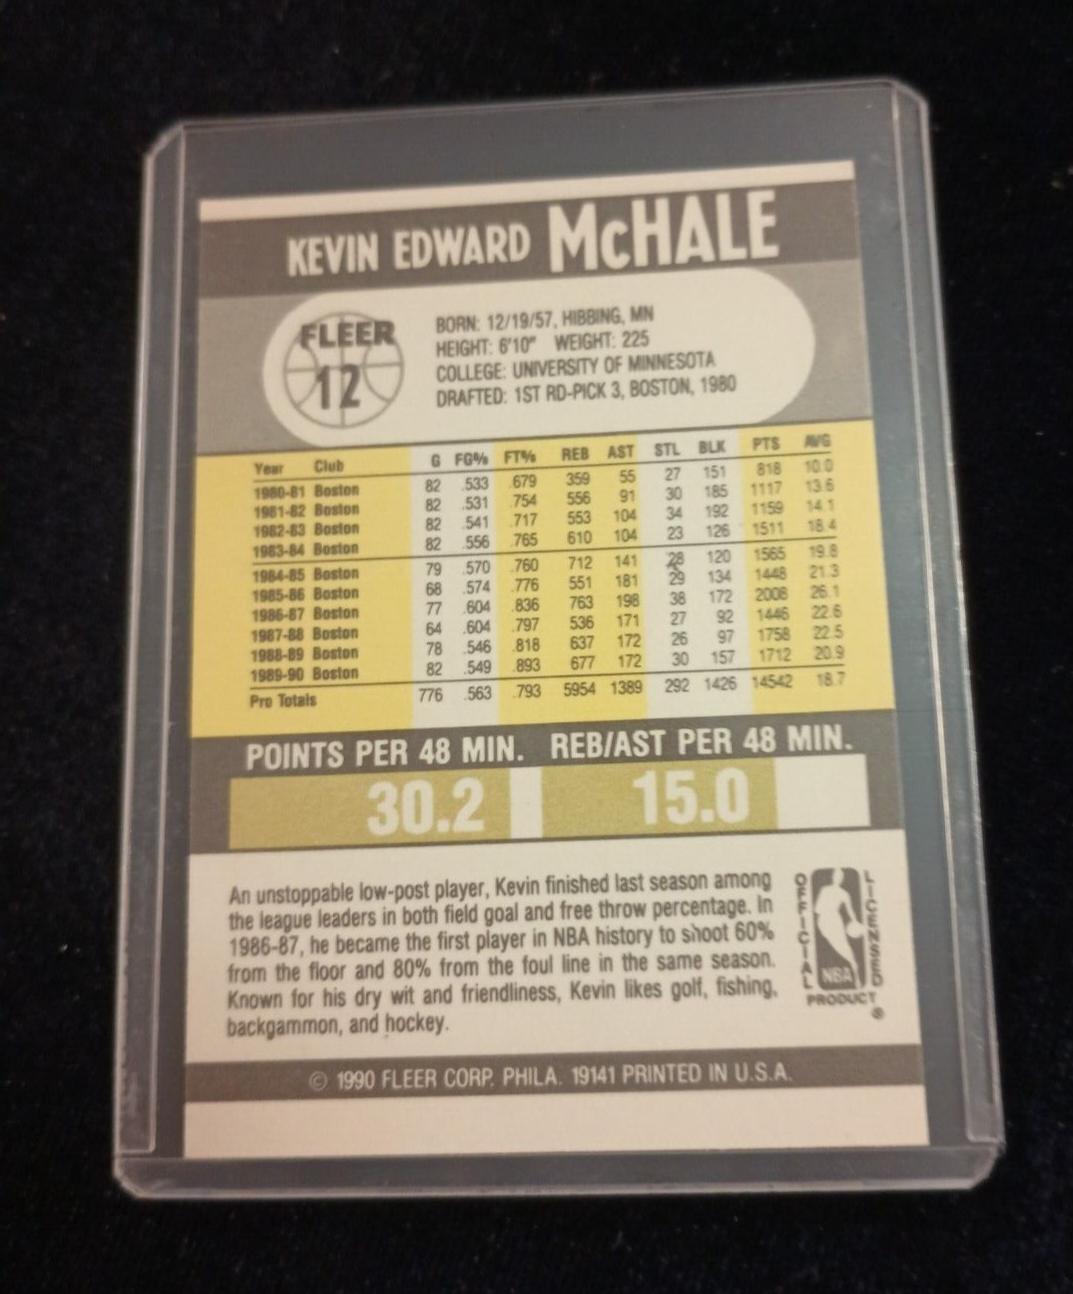 KEVIN EDWARD McHALE
FLEER
12
BORN: 12/19/57, HIBBING, MN
HEIGHT: 6'10" WEIGHT: 225
COLLEGE: UNIVERSITY OF MINNESOTA
DRAFTED: 1ST RD-PICK 3, BOSTON, 1980
Year Club G FG% FT% REB AST STL BLK PTS AVG
1980-81 Boston 82 .533 .679 359 55 27 151 818 10.0
1981-82 Boston 82 .531 .754 556 91 30 185 1117 13.6
1982-83 Boston 82 .541 .717 553 104 34 192 1159 14.1
1983-84 Boston 82 .556 .765 610 104 23 126 1511 18.4
1984-85 Boston 79 .570 .760 712 141 28 120 1565 19.8
1985-86 Boston 68 .574 .776 551 181 29 134 1448 21.3
1986-87 Boston 77 .604 .836 763 198 38 172 2008 26.1
1987-88 Boston 64 .604 .797 536 171 27 92 1446 22.6
1988-89 Boston 78 .546 .818 637 172 26 97 1758 22.5
1989-90 Boston 82 .549 .893 677 172 30 157 1712 20.9
Pro Totals 776 .563 .793 5954 1389 292 1426 14542 18.7
POINTS PER 48 MIN. REB/AST PER 48 MIN.
30.2 15.0
An unstoppable low-post player, Kevin finished last season among
the league leaders in both field goal and free throw percentage. In
1986-87, he became the first player in NBA history to shoot 60%
from the floor and 80% from the foul line in the same season.
Known for his dry wit and friendliness, Kevin likes golf, fishing,
backgammon, and hockey.
OFFICIAL
LICENSED
NBA
PRODUCT
®
© 1990 FLEER CORP. PHILA. 19141 PRINTED IN U.S.A.